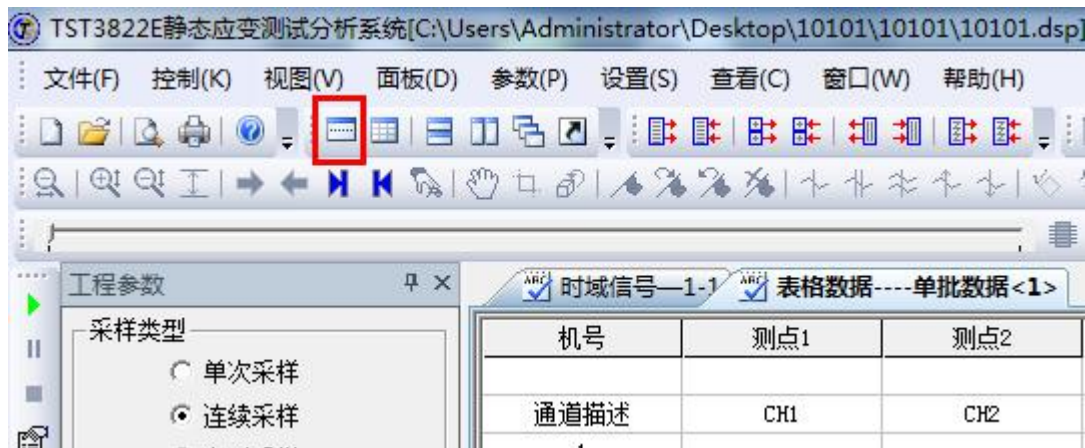 TST3822E静态应变测试分析系统[C:\Users\Administrator\Desktop\10101\10101\10101.dsp]
文件(F) 控制(K) 视图(V) 面板(D) 参数(P) 设置(S) 查看(C) 窗口(W) 帮助(H)
工程参数
时域信号—1-1 表格数据----单批数据<1>
采样类型
机号 测点1 测点2
单次采样
通道描述 CH1 CH2
连续采样